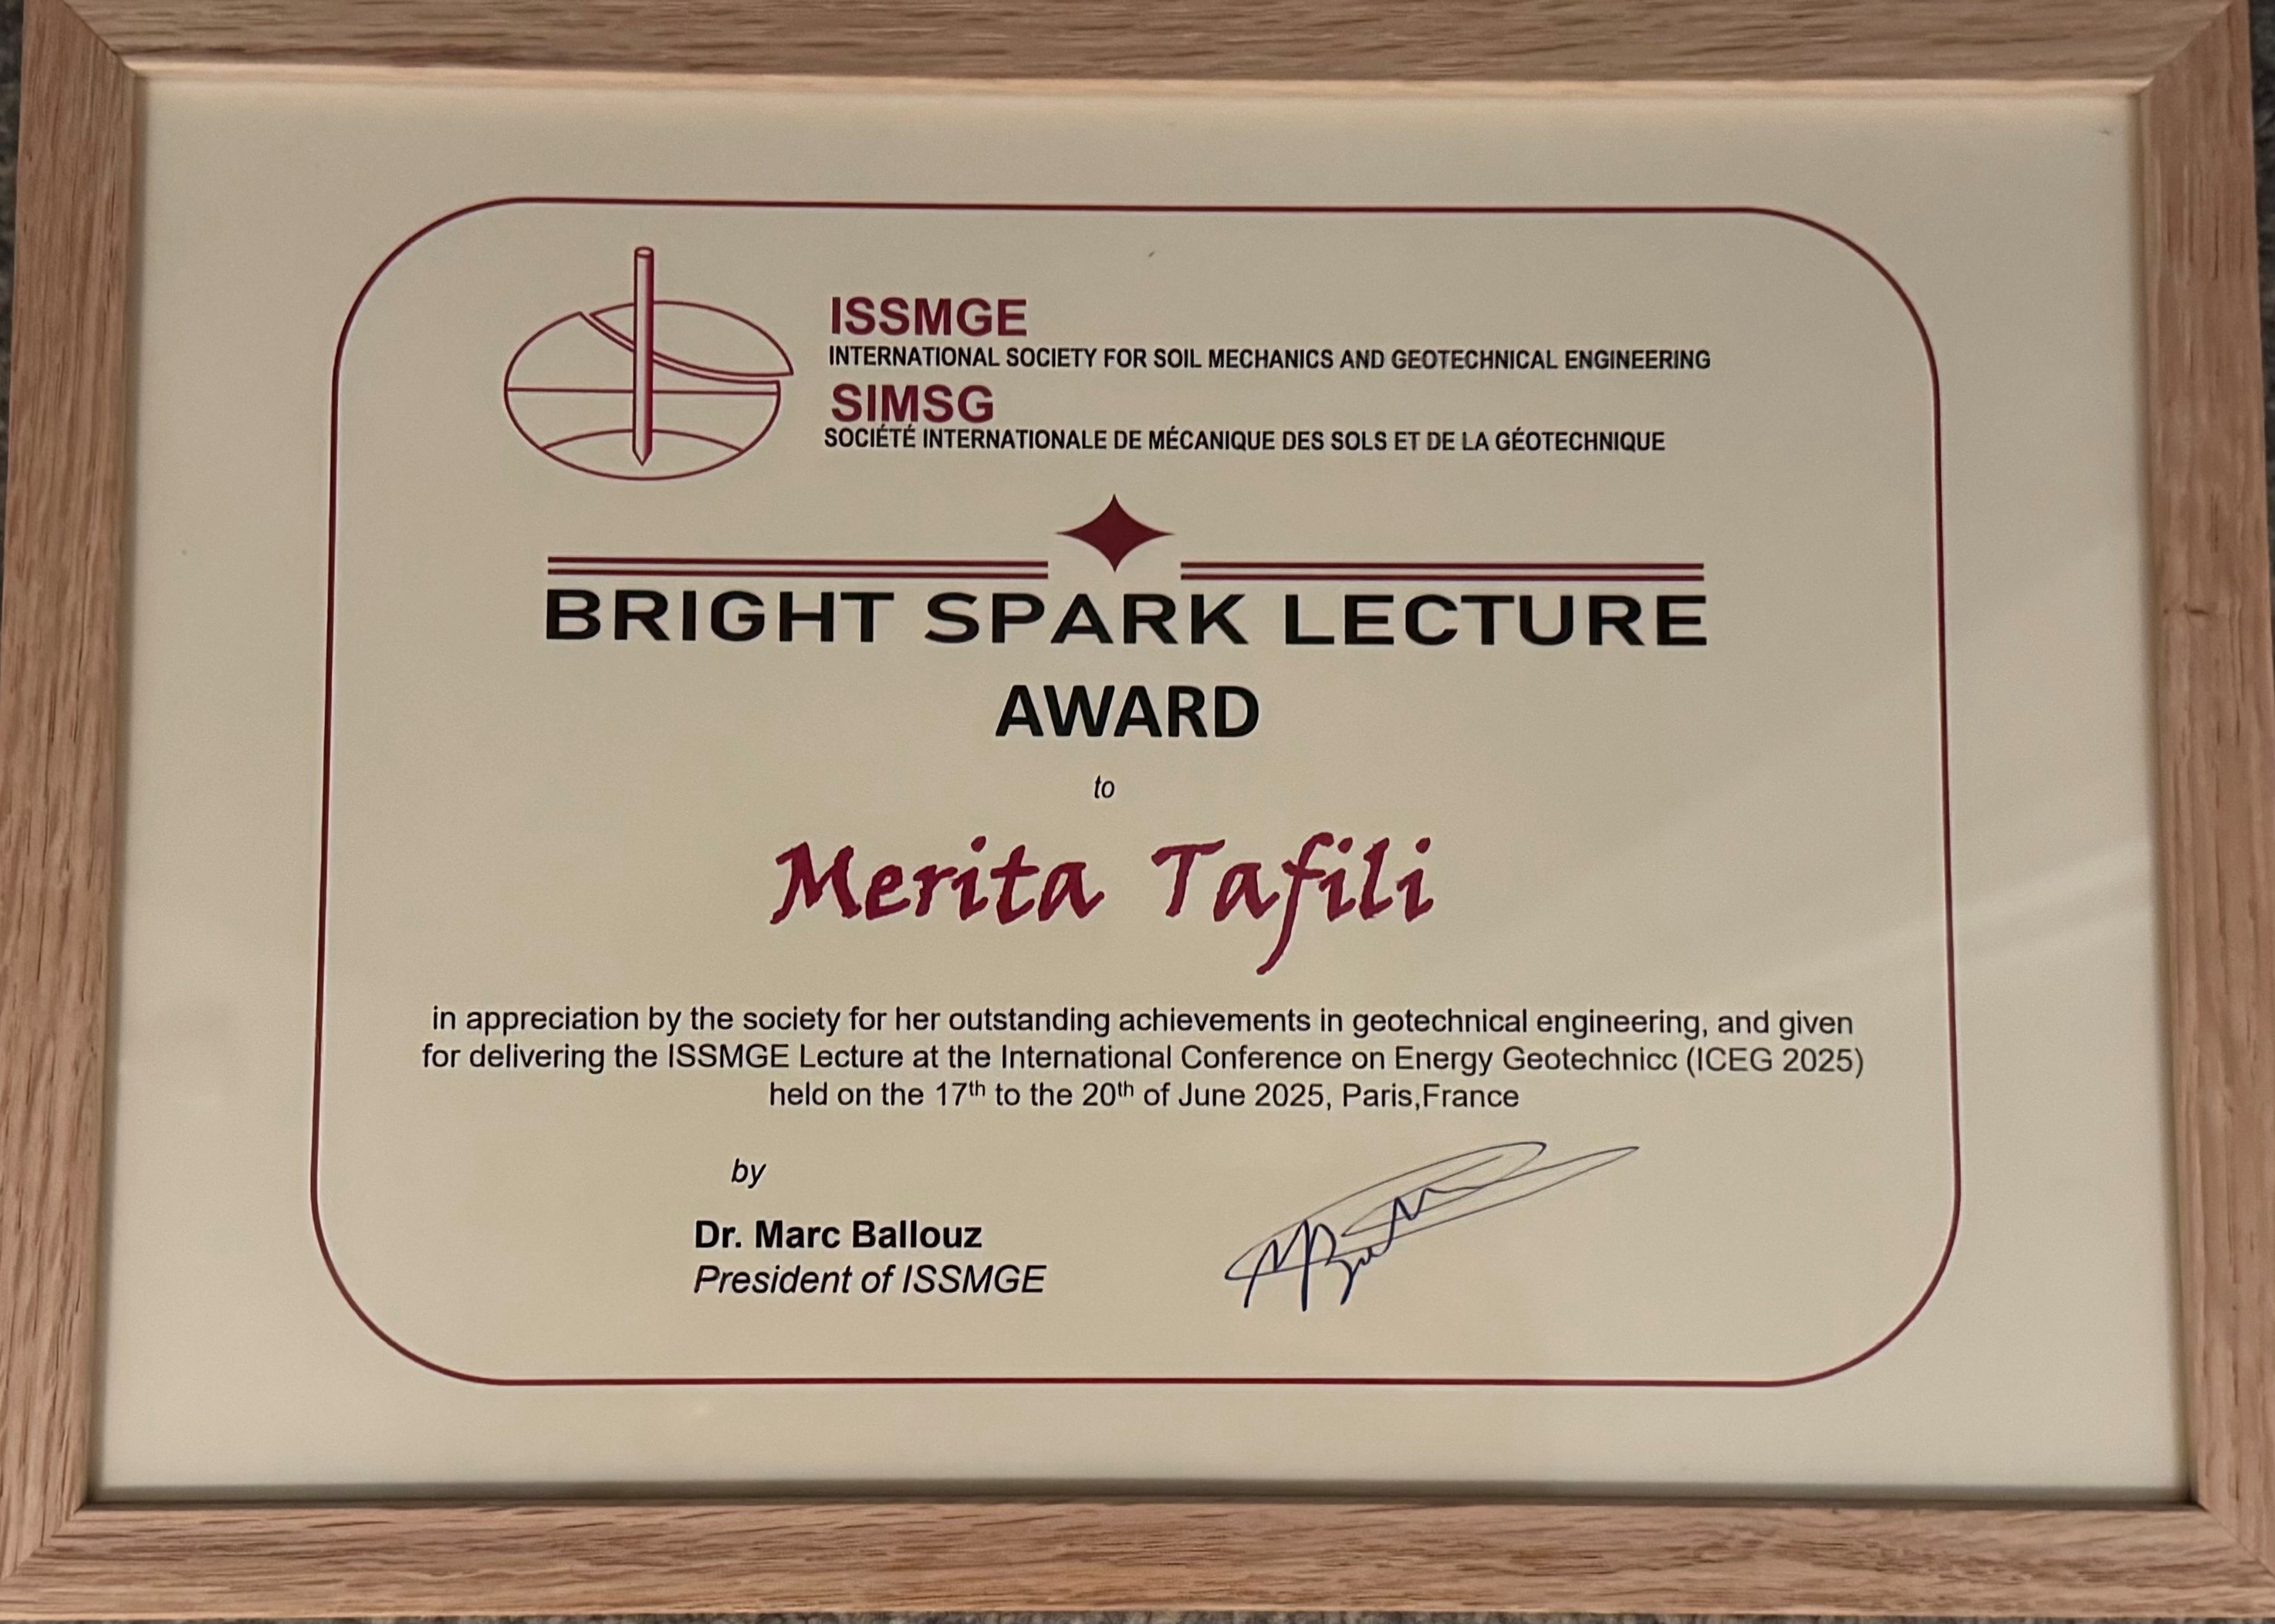 ISSMGE
INTERNATIONAL SOCIETY FOR SOIL MECHANICS AND GEOTECHNICAL ENGINEERING
SIMSG
SOCIÉTÉ INTERNATIONALE DE MÉCANIQUE DES SOLS ET DE LA GÉOTECHNIQUE
BRIGHT SPARK LECTURE
AWARD
to
Merita Tafili
in appreciation by the society for her outstanding achievements in geotechnical engineering, and given
for delivering the ISSMGE Lecture at the International Conference on Energy Geotechnicc (ICEG 2025)
held on the 17th to the 20th of June 2025, Paris,France
by
Dr. Marc Ballouz
President of ISSMGE